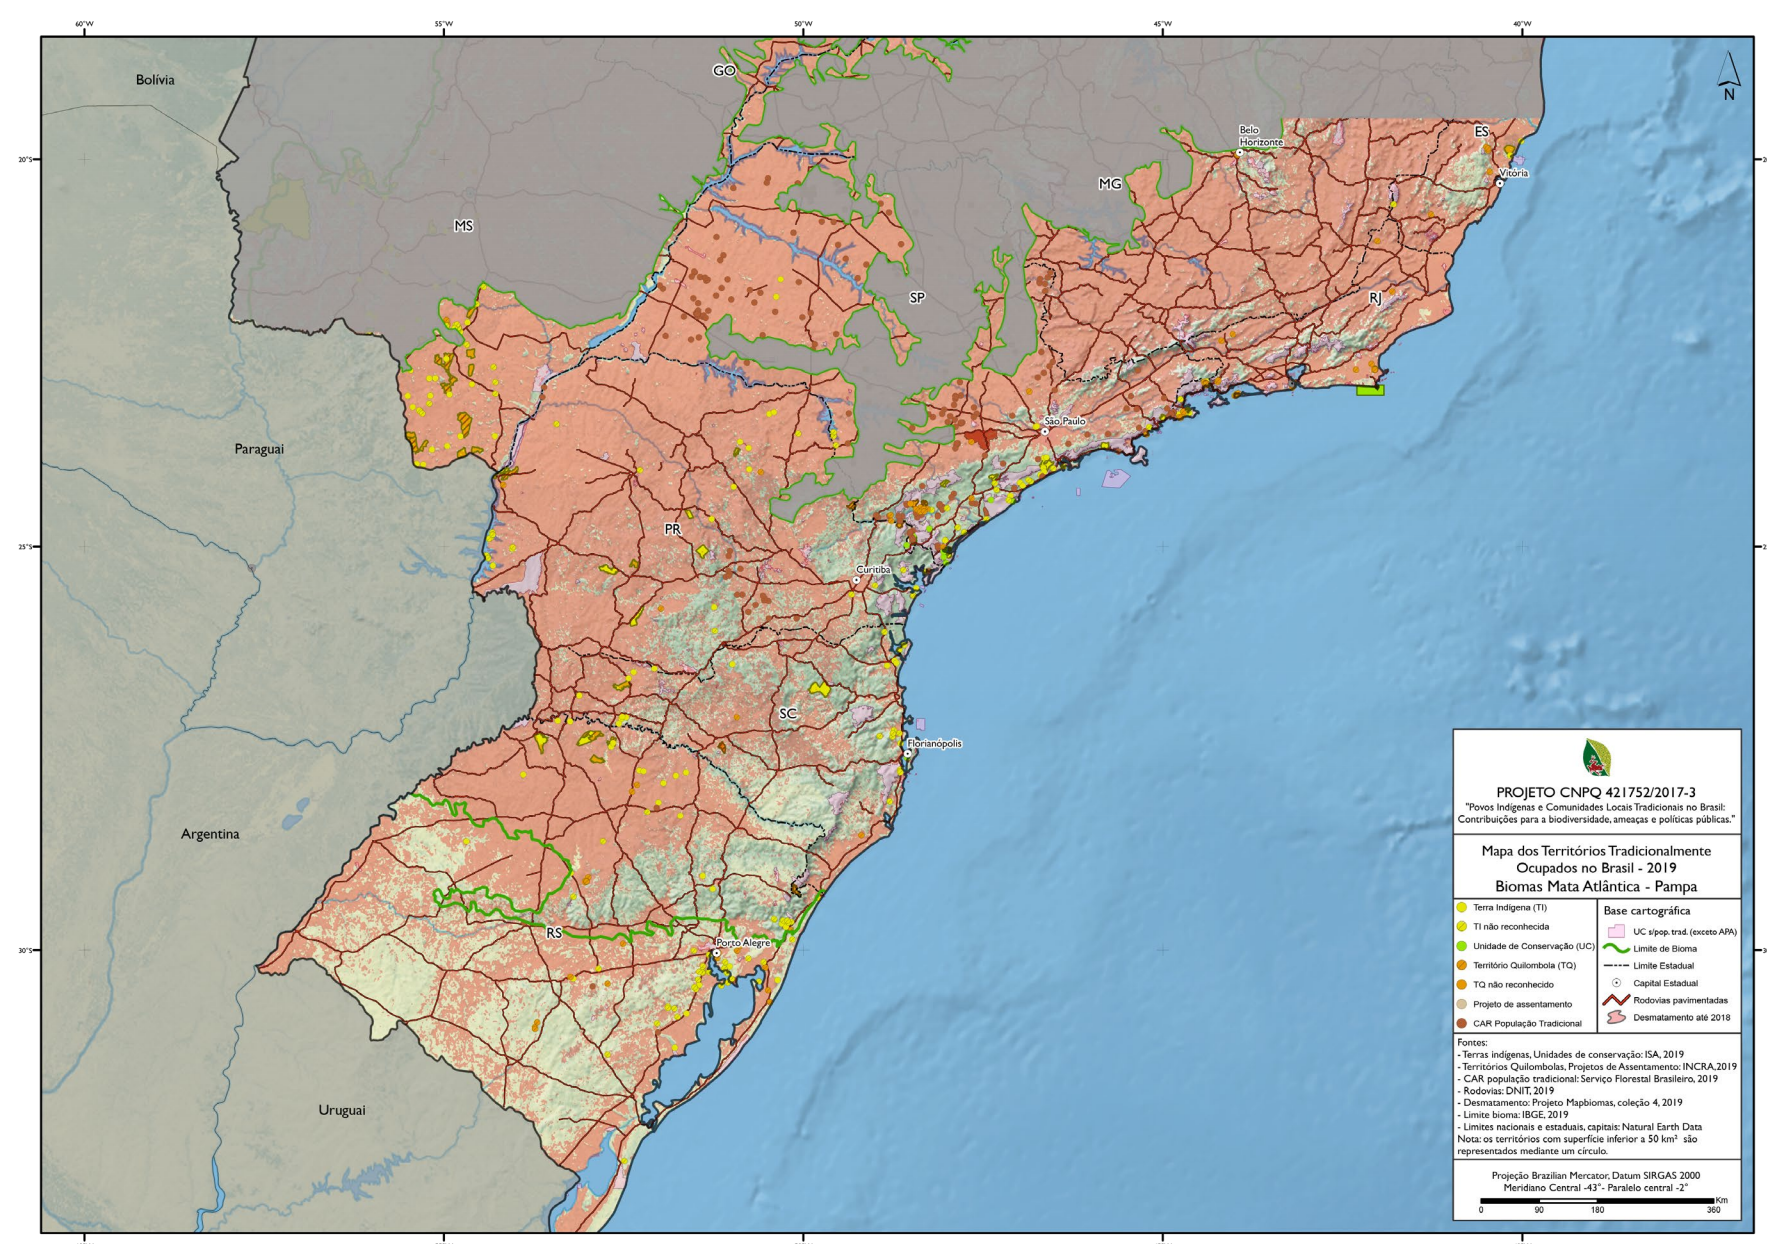 60°W 55°W 50°W 45°W 40°W
Bolívia
GO
N
Belo
Horizonte
ES
20°S
Vitória
MG
MS
SP
RJ
São Paulo
Paraguai
PR
25°S
Curitiba
SC
Florianópolis
Argentina
RS
Porto Alegre
30°S
Uruguai
PROJETO CNPQ 421752/2017-3
"Povos Indígenas e Comunidades Locais Tradicionais no Brasil:
Contribuições para a biodiversidade, ameaças e políticas públicas."
Mapa dos Territórios Tradicionalmente
Ocupados no Brasil - 2019
Biomas Mata Atlântica - Pampa
Terra Indígena (TI)
TI não reconhecida
Unidade de Conservação (UC)
Território Quilombola (TQ)
TQ não reconhecido
Projeto de assentamento
CAR População Tradicional
Base cartográfica
UC s/pop. trad. (exceto APA)
Limite de Bioma
Limite Estadual
Capital Estadual
Rodovias pavimentadas
Desmatamento até 2018
Fontes:
- Terras indígenas, Unidades de conservação: ISA, 2019
- Territórios Quilombolas, Projetos de Assentamento: INCRA,2019
- CAR população tradicional: Serviço Florestal Brasileiro, 2019
- Rodovias: DNIT, 2019
- Desmatamento: Projeto Mapbiomas, coleção 4, 2019
- Limite bioma: IBGE, 2019
- Limites nacionais e estaduais, capitais: Natural Earth Data
Nota: os territórios com superfície inferior a 50 km² são
representados mediante um círculo.
Projeção Brazilian Mercator, Datum SIRGAS 2000
Meridiano Central -43°- Paralelo central -2°
Km
0 90 180 360